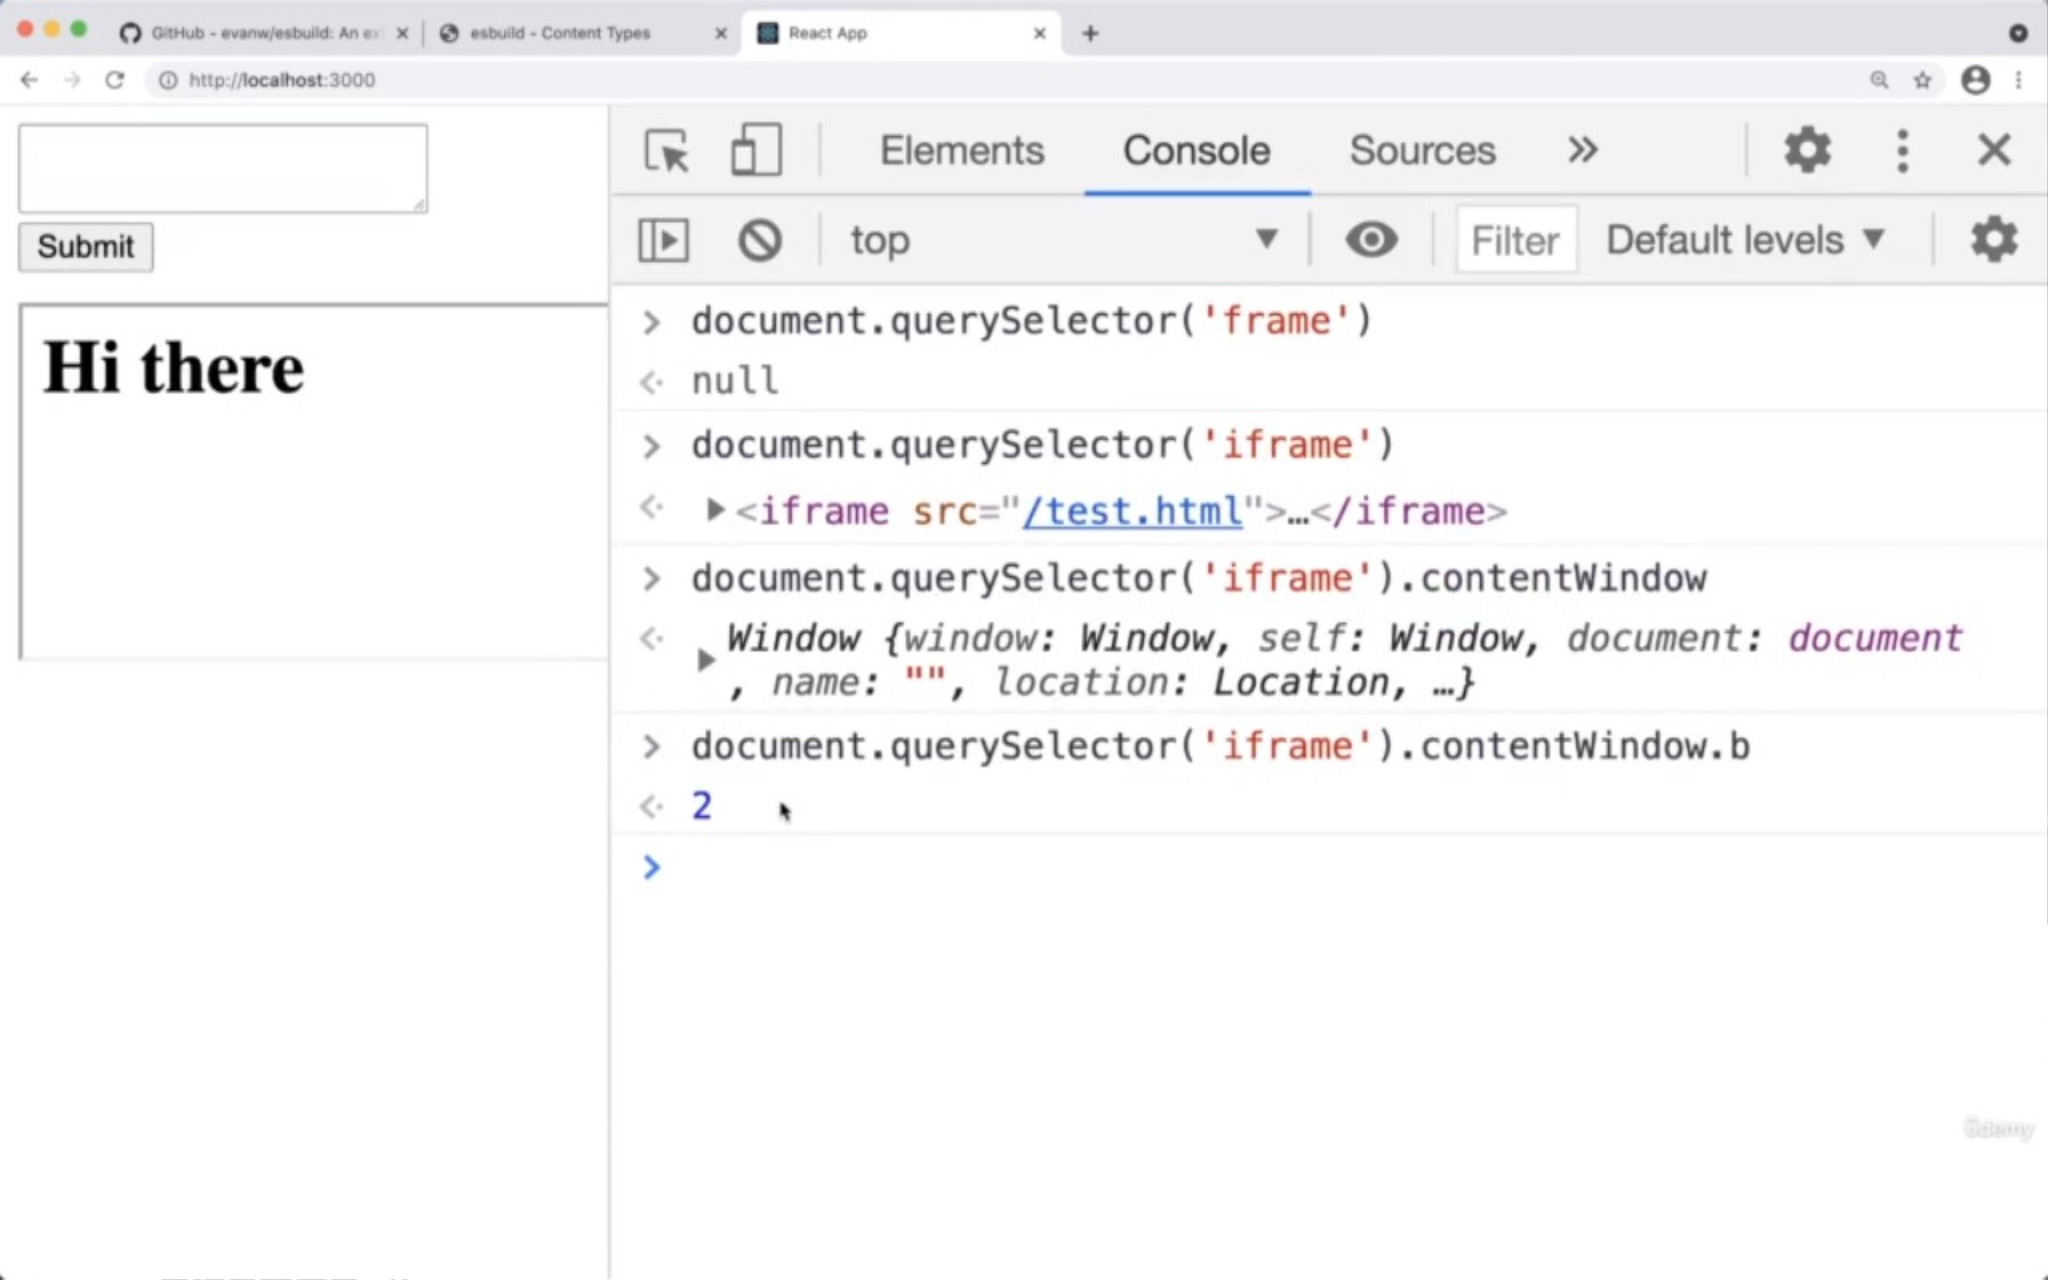 GitHub - evanw/esbuild: An ex
esbuild - Content Types
React App
http://localhost:3000
Submit
Hi there
Elements Console Sources
top Filter Default levels
document.querySelector('frame')
null
document.querySelector('iframe')
<iframe src="/test.html">…</iframe>
document.querySelector('iframe').contentWindow
Window {window: Window, self: Window, document: document
, name: "", location: Location, …}
document.querySelector('iframe').contentWindow.b
2
ûdemy